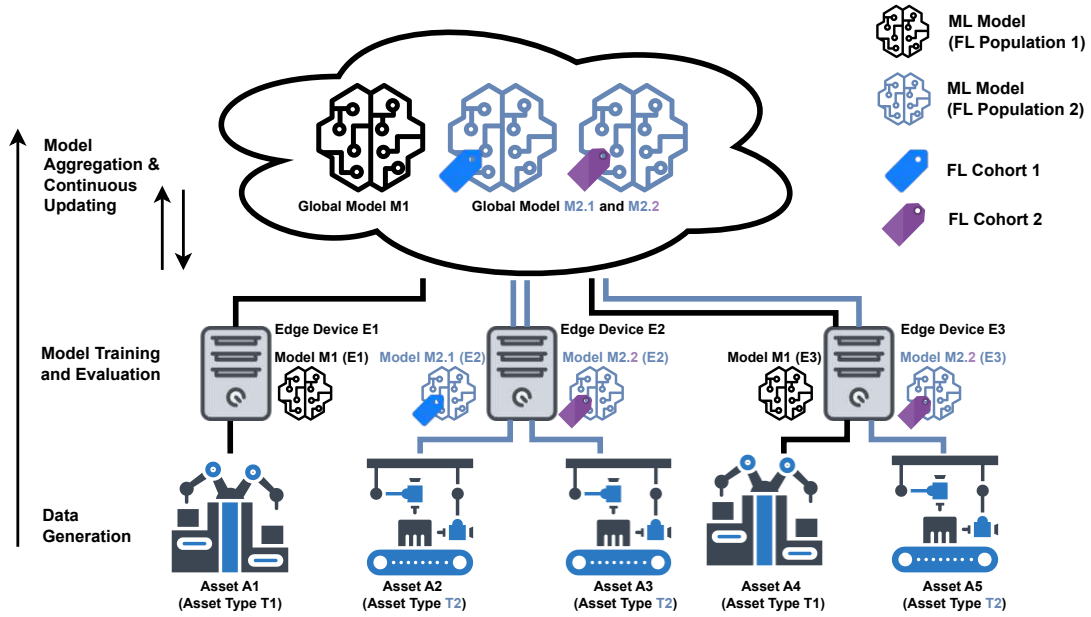 ML Model
(FL Population 1)
ML Model
(FL Population 2)
FL Cohort 1
FL Cohort 2
Model
Aggregation &
Continuous
Updating
Global Model M1
Global Model M2.1 and M2.2
Edge Device E1
Edge Device E2
Edge Device E3
Model Training
and Evaluation
Model M1 (E1)
Model M2.1 (E2)
Model M2.2 (E2)
Model M1 (E3)
Model M2.2 (E3)
Data
Generation
Asset A1
(Asset Type T1)
Asset A2
(Asset Type T2)
Asset A3
(Asset Type T2)
Asset A4
(Asset Type T1)
Asset A5
(Asset Type T2)